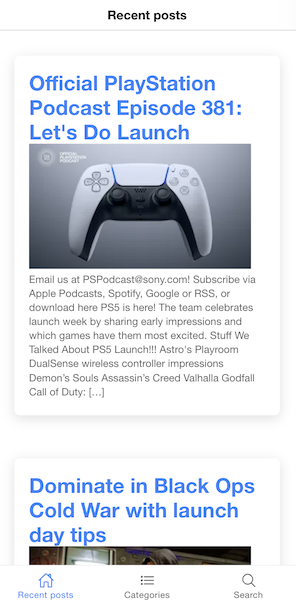 Recent posts
Official PlayStation
Podcast Episode 381:
Let's Do Launch
OFFICIAL
PLAYSTATION
PODCAST
Email us at PSPodcast@sony.com! Subscribe via
Apple Podcasts, Spotify, Google or RSS, or
download here PS5 is here! The team celebrates
launch week by sharing early impressions and
which games have them most excited. Stuff We
Talked About PS5 Launch!!! Astro's Playroom
DualSense wireless controller impressions
Demon's Souls Assassin's Creed Valhalla Godfall
Call of Duty: […]
Dominate in Black Ops
Cold War with launch
day tips
Recent posts
Categories
Search